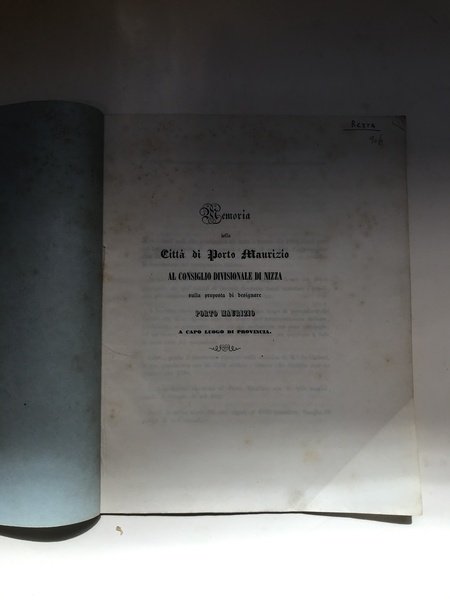 Memoria
della
Città di Porto Maurizio
AL CONSIGLIO DIVISIONALE DI NIZZA
sulla proposta di designare
PORTO MAURIZIO
A CAPO LUOGO DI PROVINCIA.